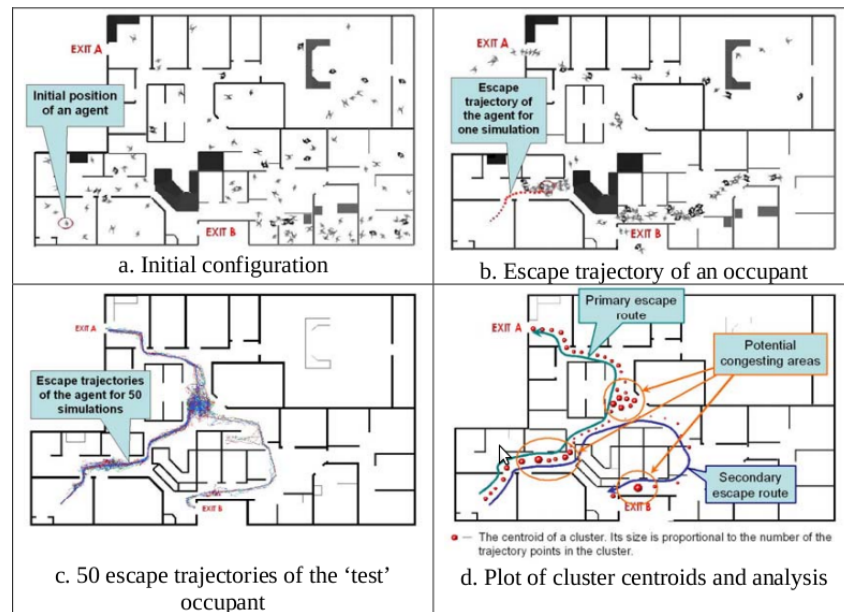 EXIT A
Initial position
of an agent
EXIT B
a. Initial configuration
EXIT A
Escape
trajectory of
the agent for
one simulation
EXIT B
b. Escape trajectory of an occupant
EXIT A
Escape trajectories
of the agent for 50
simulations
EXIT B
c. 50 escape trajectories of the ‘test’
occupant
Primary escape
route
EXIT A
Potential
congesting areas
Secondary
escape route
EXIT B
— The centroid of a cluster. Its size is proportional to the number of the
trajectory points in the cluster.
d. Plot of cluster centroids and analysis